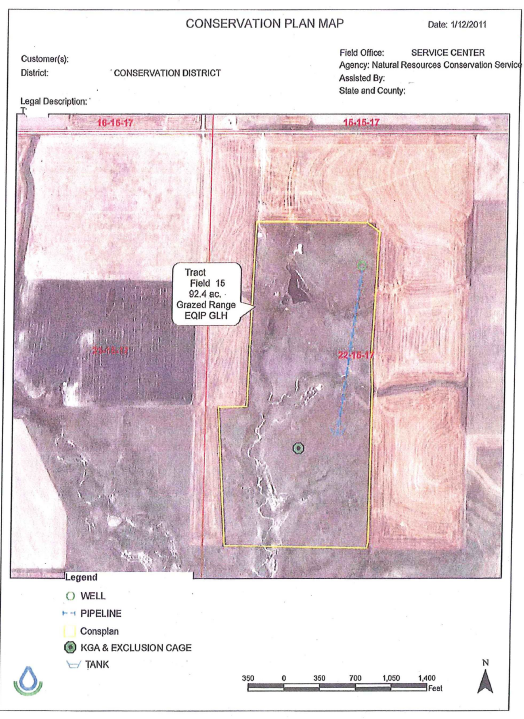 CONSERVATION PLAN MAP
Date: 1/12/2011
Customer(s):
District: CONSERVATION DISTRICT
Legal Description:
Field Office: SERVICE CENTER
Agency: Natural Resources Conservation Service
Assisted By:
State and County:
16-15-17
15-15-17
Tract
Field 15
92.4 ac.
Grazed Range
EQIP GLH
22-15-17
Legend
WELL
PIPELINE
Consplan
KGA & EXCLUSION CAGE
TANK
350 0 350 700 1,050 1,400
Feet
N